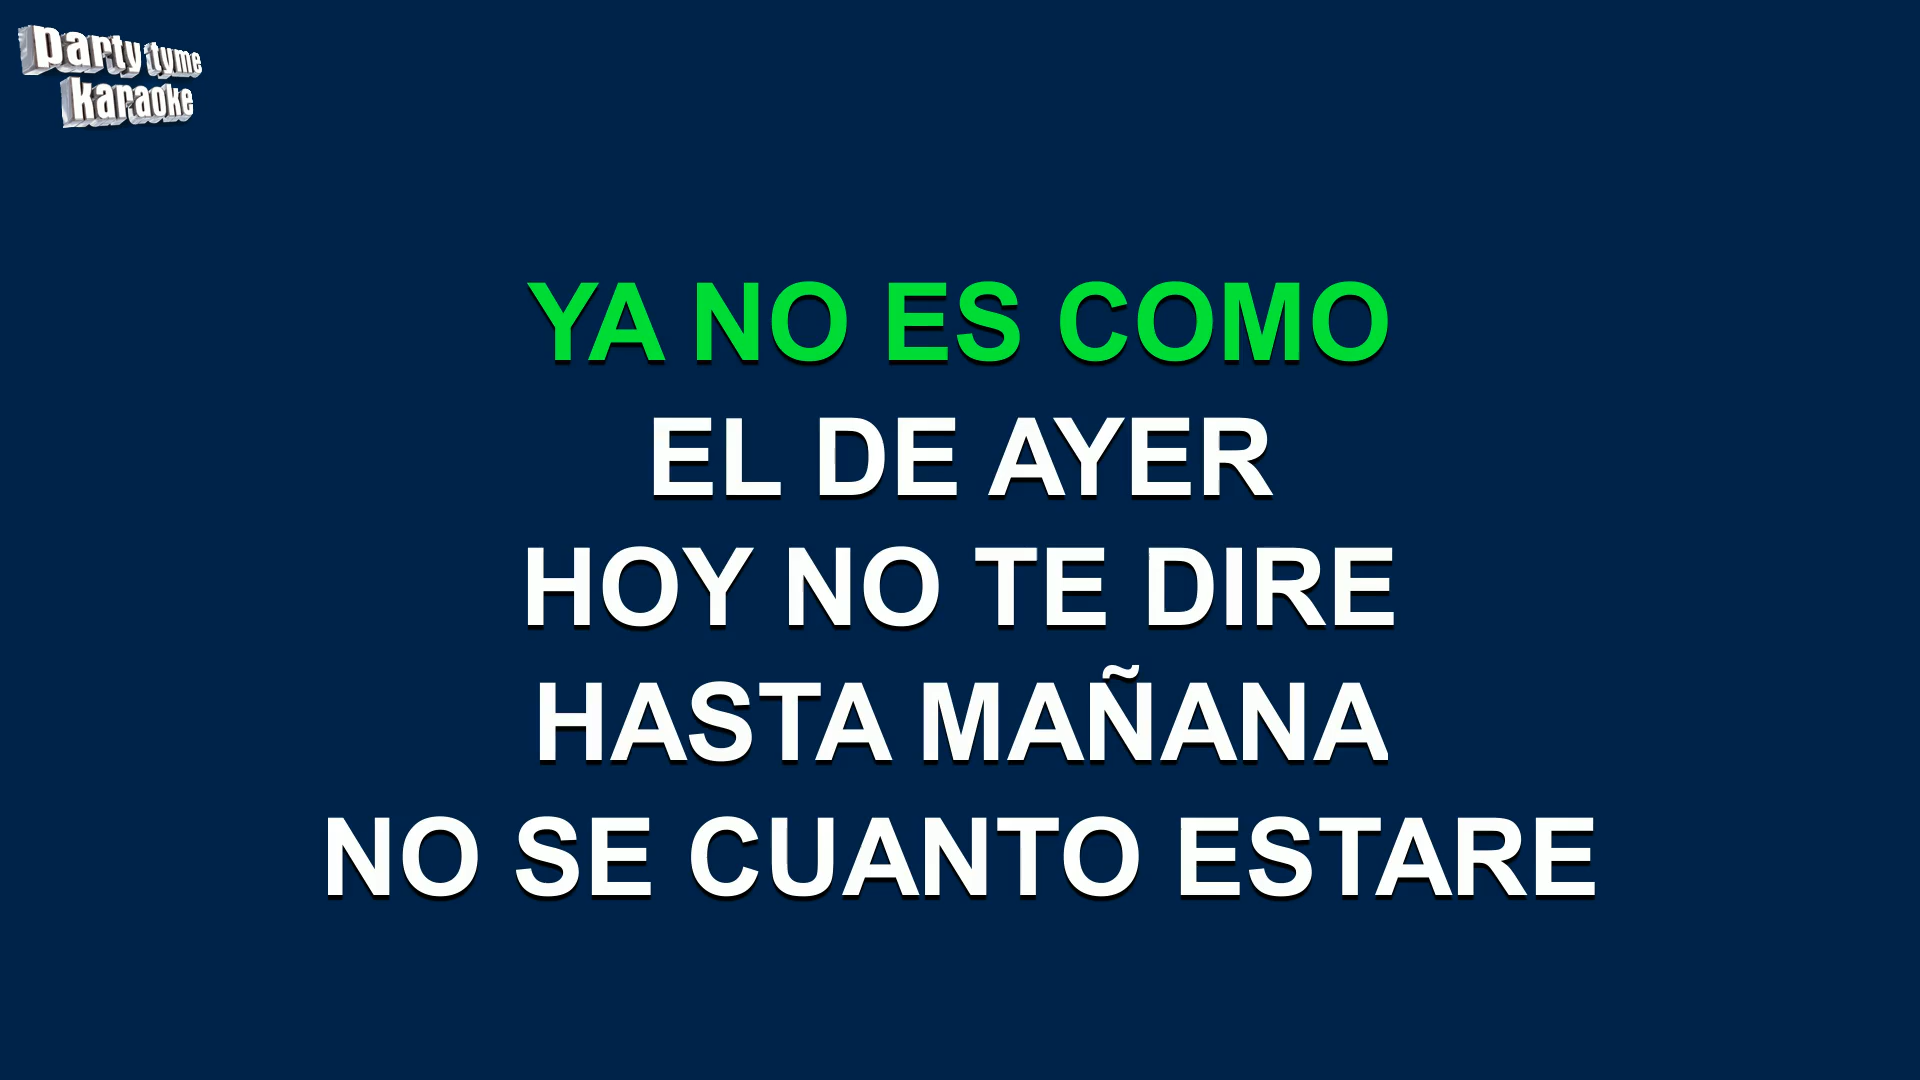 party tyme
karaoke
YA NO ES COMO
EL DE AYER
HOY NO TE DIRE
HASTA MAÑANA
NO SE CUANTO ESTARE